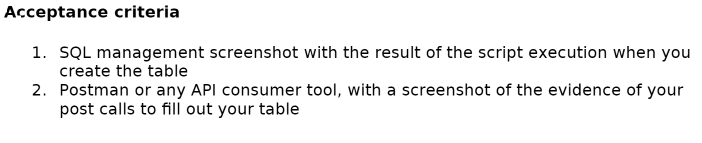 Acceptance criteria
1. SQL management screenshot with the result of the script execution when you
create the table
2. Postman or any API consumer tool, with a screenshot of the evidence of your
post calls to fill out your table